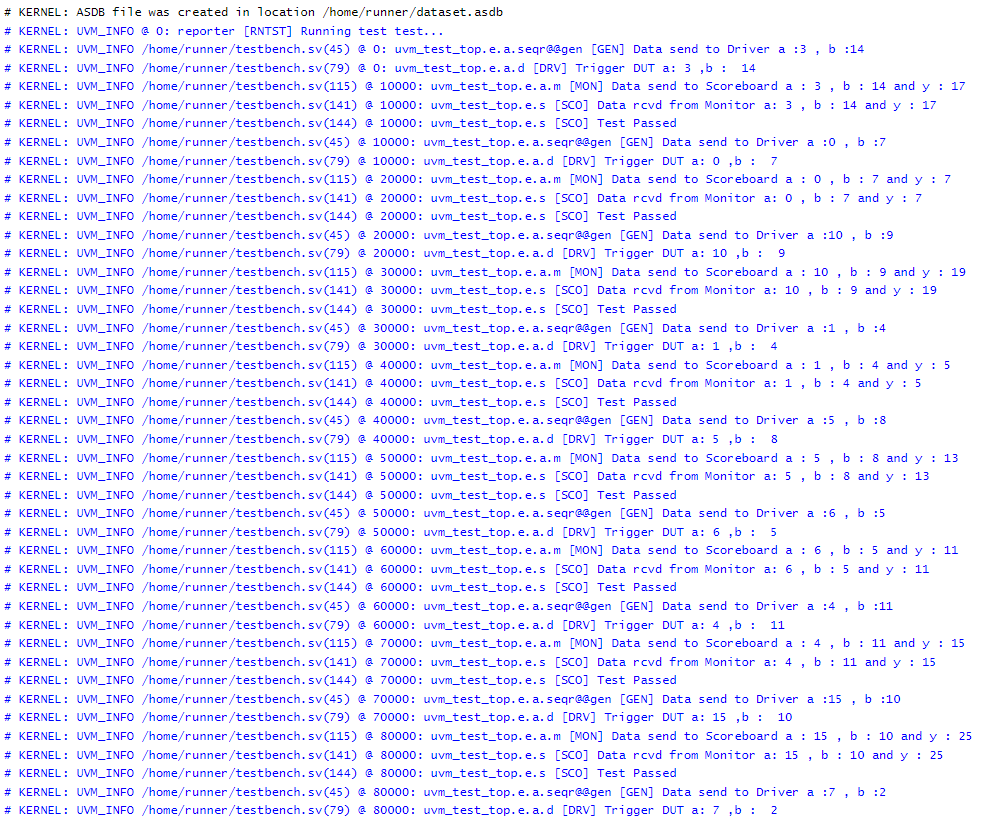 # KERNEL: ASDB file was created in location /home/runner/dataset.asdb
# KERNEL: UVM_INFO @ 0: reporter [RNTST] Running test test...
# KERNEL: UVM_INFO /home/runner/testbench.sv(45) @ 0: uvm_test_top.e.a.seqr@@gen [GEN] Data send to Driver a :3 , b :14
# KERNEL: UVM_INFO /home/runner/testbench.sv(79) @ 0: uvm_test_top.e.a.d [DRV] Trigger DUT a: 3 ,b :  14
# KERNEL: UVM_INFO /home/runner/testbench.sv(115) @ 10000: uvm_test_top.e.a.m [MON] Data send to Scoreboard a : 3 , b : 14 and y : 17
# KERNEL: UVM_INFO /home/runner/testbench.sv(141) @ 10000: uvm_test_top.e.s [SCO] Data rcvd from Monitor a: 3 , b : 14 and y : 17
# KERNEL: UVM_INFO /home/runner/testbench.sv(144) @ 10000: uvm_test_top.e.s [SCO] Test Passed
# KERNEL: UVM_INFO /home/runner/testbench.sv(45) @ 10000: uvm_test_top.e.a.seqr@@gen [GEN] Data send to Driver a :0 , b :7
# KERNEL: UVM_INFO /home/runner/testbench.sv(79) @ 10000: uvm_test_top.e.a.d [DRV] Trigger DUT a: 0 ,b :  7
# KERNEL: UVM_INFO /home/runner/testbench.sv(115) @ 20000: uvm_test_top.e.a.m [MON] Data send to Scoreboard a : 0 , b : 7 and y : 7
# KERNEL: UVM_INFO /home/runner/testbench.sv(141) @ 20000: uvm_test_top.e.s [SCO] Data rcvd from Monitor a: 0 , b : 7 and y : 7
# KERNEL: UVM_INFO /home/runner/testbench.sv(144) @ 20000: uvm_test_top.e.s [SCO] Test Passed
# KERNEL: UVM_INFO /home/runner/testbench.sv(45) @ 20000: uvm_test_top.e.a.seqr@@gen [GEN] Data send to Driver a :10 , b :9
# KERNEL: UVM_INFO /home/runner/testbench.sv(79) @ 20000: uvm_test_top.e.a.d [DRV] Trigger DUT a: 10 ,b :  9
# KERNEL: UVM_INFO /home/runner/testbench.sv(115) @ 30000: uvm_test_top.e.a.m [MON] Data send to Scoreboard a : 10 , b : 9 and y : 19
# KERNEL: UVM_INFO /home/runner/testbench.sv(141) @ 30000: uvm_test_top.e.s [SCO] Data rcvd from Monitor a: 10 , b : 9 and y : 19
# KERNEL: UVM_INFO /home/runner/testbench.sv(144) @ 30000: uvm_test_top.e.s [SCO] Test Passed
# KERNEL: UVM_INFO /home/runner/testbench.sv(45) @ 30000: uvm_test_top.e.a.seqr@@gen [GEN] Data send to Driver a :1 , b :4
# KERNEL: UVM_INFO /home/runner/testbench.sv(79) @ 30000: uvm_test_top.e.a.d [DRV] Trigger DUT a: 1 ,b :  4
# KERNEL: UVM_INFO /home/runner/testbench.sv(115) @ 40000: uvm_test_top.e.a.m [MON] Data send to Scoreboard a : 1 , b : 4 and y : 5
# KERNEL: UVM_INFO /home/runner/testbench.sv(141) @ 40000: uvm_test_top.e.s [SCO] Data rcvd from Monitor a: 1 , b : 4 and y : 5
# KERNEL: UVM_INFO /home/runner/testbench.sv(144) @ 40000: uvm_test_top.e.s [SCO] Test Passed
# KERNEL: UVM_INFO /home/runner/testbench.sv(45) @ 40000: uvm_test_top.e.a.seqr@@gen [GEN] Data send to Driver a :5 , b :8
# KERNEL: UVM_INFO /home/runner/testbench.sv(79) @ 40000: uvm_test_top.e.a.d [DRV] Trigger DUT a: 5 ,b :  8
# KERNEL: UVM_INFO /home/runner/testbench.sv(115) @ 50000: uvm_test_top.e.a.m [MON] Data send to Scoreboard a : 5 , b : 8 and y : 13
# KERNEL: UVM_INFO /home/runner/testbench.sv(141) @ 50000: uvm_test_top.e.s [SCO] Data rcvd from Monitor a: 5 , b : 8 and y : 13
# KERNEL: UVM_INFO /home/runner/testbench.sv(144) @ 50000: uvm_test_top.e.s [SCO] Test Passed
# KERNEL: UVM_INFO /home/runner/testbench.sv(45) @ 50000: uvm_test_top.e.a.seqr@@gen [GEN] Data send to Driver a :6 , b :5
# KERNEL: UVM_INFO /home/runner/testbench.sv(79) @ 50000: uvm_test_top.e.a.d [DRV] Trigger DUT a: 6 ,b :  5
# KERNEL: UVM_INFO /home/runner/testbench.sv(115) @ 60000: uvm_test_top.e.a.m [MON] Data send to Scoreboard a : 6 , b : 5 and y : 11
# KERNEL: UVM_INFO /home/runner/testbench.sv(141) @ 60000: uvm_test_top.e.s [SCO] Data rcvd from Monitor a: 6 , b : 5 and y : 11
# KERNEL: UVM_INFO /home/runner/testbench.sv(144) @ 60000: uvm_test_top.e.s [SCO] Test Passed
# KERNEL: UVM_INFO /home/runner/testbench.sv(45) @ 60000: uvm_test_top.e.a.seqr@@gen [GEN] Data send to Driver a :4 , b :11
# KERNEL: UVM_INFO /home/runner/testbench.sv(79) @ 60000: uvm_test_top.e.a.d [DRV] Trigger DUT a: 4 ,b :  11
# KERNEL: UVM_INFO /home/runner/testbench.sv(115) @ 70000: uvm_test_top.e.a.m [MON] Data send to Scoreboard a : 4 , b : 11 and y : 15
# KERNEL: UVM_INFO /home/runner/testbench.sv(141) @ 70000: uvm_test_top.e.s [SCO] Data rcvd from Monitor a: 4 , b : 11 and y : 15
# KERNEL: UVM_INFO /home/runner/testbench.sv(144) @ 70000: uvm_test_top.e.s [SCO] Test Passed
# KERNEL: UVM_INFO /home/runner/testbench.sv(45) @ 70000: uvm_test_top.e.a.seqr@@gen [GEN] Data send to Driver a :15 , b :10
# KERNEL: UVM_INFO /home/runner/testbench.sv(79) @ 70000: uvm_test_top.e.a.d [DRV] Trigger DUT a: 15 ,b :  10
# KERNEL: UVM_INFO /home/runner/testbench.sv(115) @ 80000: uvm_test_top.e.a.m [MON] Data send to Scoreboard a : 15 , b : 10 and y : 25
# KERNEL: UVM_INFO /home/runner/testbench.sv(141) @ 80000: uvm_test_top.e.s [SCO] Data rcvd from Monitor a: 15 , b : 10 and y : 25
# KERNEL: UVM_INFO /home/runner/testbench.sv(144) @ 80000: uvm_test_top.e.s [SCO] Test Passed
# KERNEL: UVM_INFO /home/runner/testbench.sv(45) @ 80000: uvm_test_top.e.a.seqr@@gen [GEN] Data send to Driver a :7 , b :2
# KERNEL: UVM_INFO /home/runner/testbench.sv(79) @ 80000: uvm_test_top.e.a.d [DRV] Trigger DUT a: 7 ,b :  2